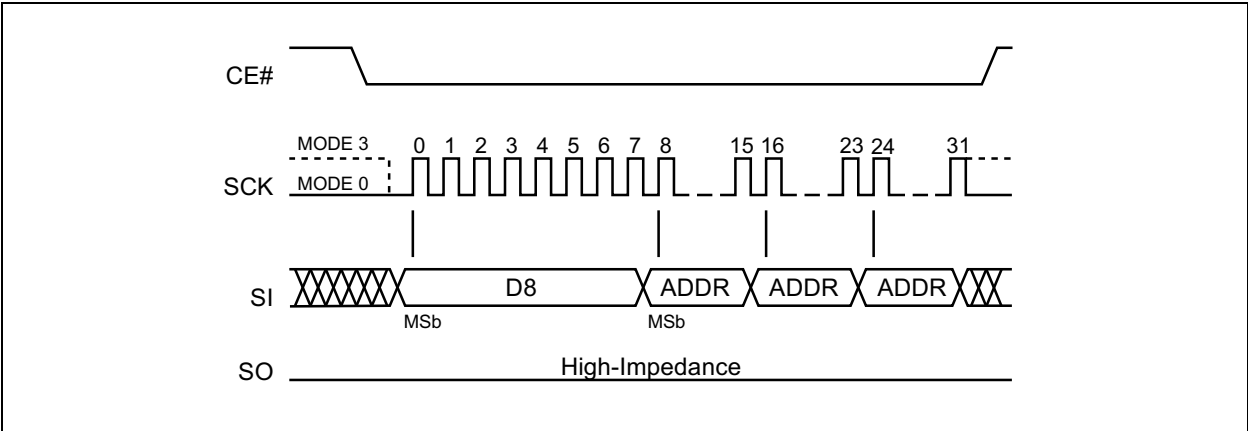 CE#
MODE 3 0 1 2 3 4 5 6 7 8 15 16 23 24 31
SCK MODE 0
SI D8 ADDR ADDR ADDR
MSb MSb
SO High-Impedance